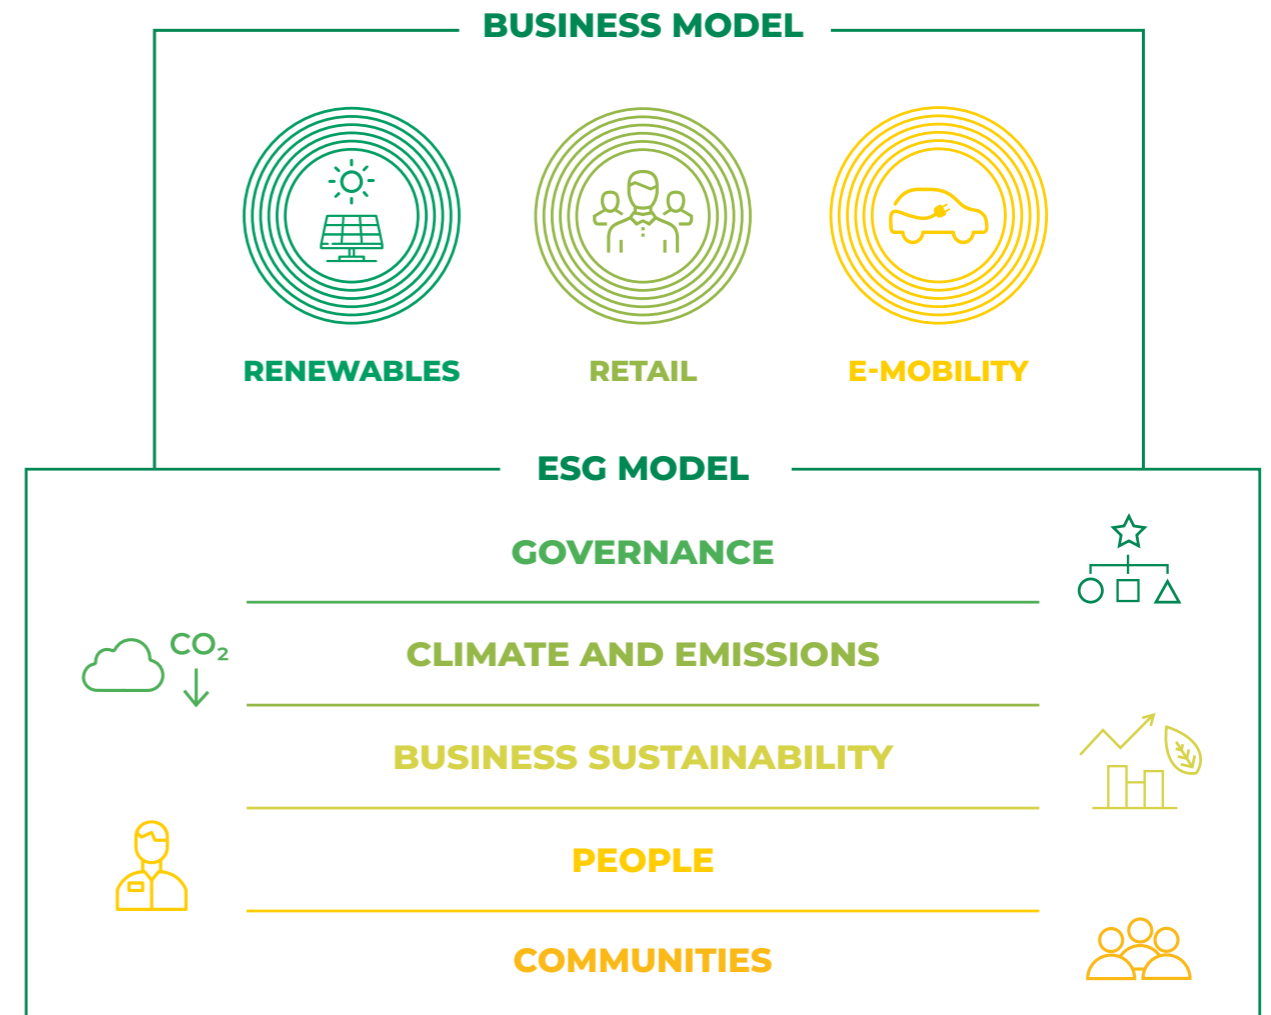 BUSINESS MODEL
RENEWABLES RETAIL E-MOBILITY
ESG MODEL
GOVERNANCE
CO₂
CLIMATE AND EMISSIONS
BUSINESS SUSTAINABILITY
PEOPLE
COMMUNITIES